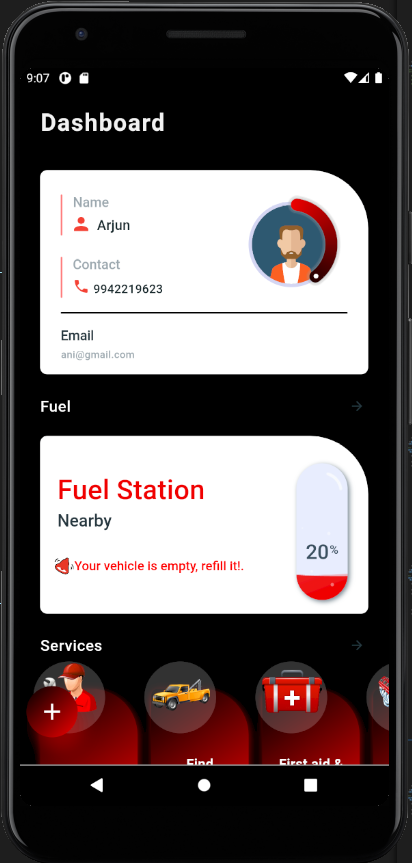 9:07
Dashboard
Name
Arjun
Contact
9942219623
Email
ani@gmail.com
Fuel
Fuel Station
Nearby
Your vehicle is empty, refill it!.
20%
Services
Find
First aid &